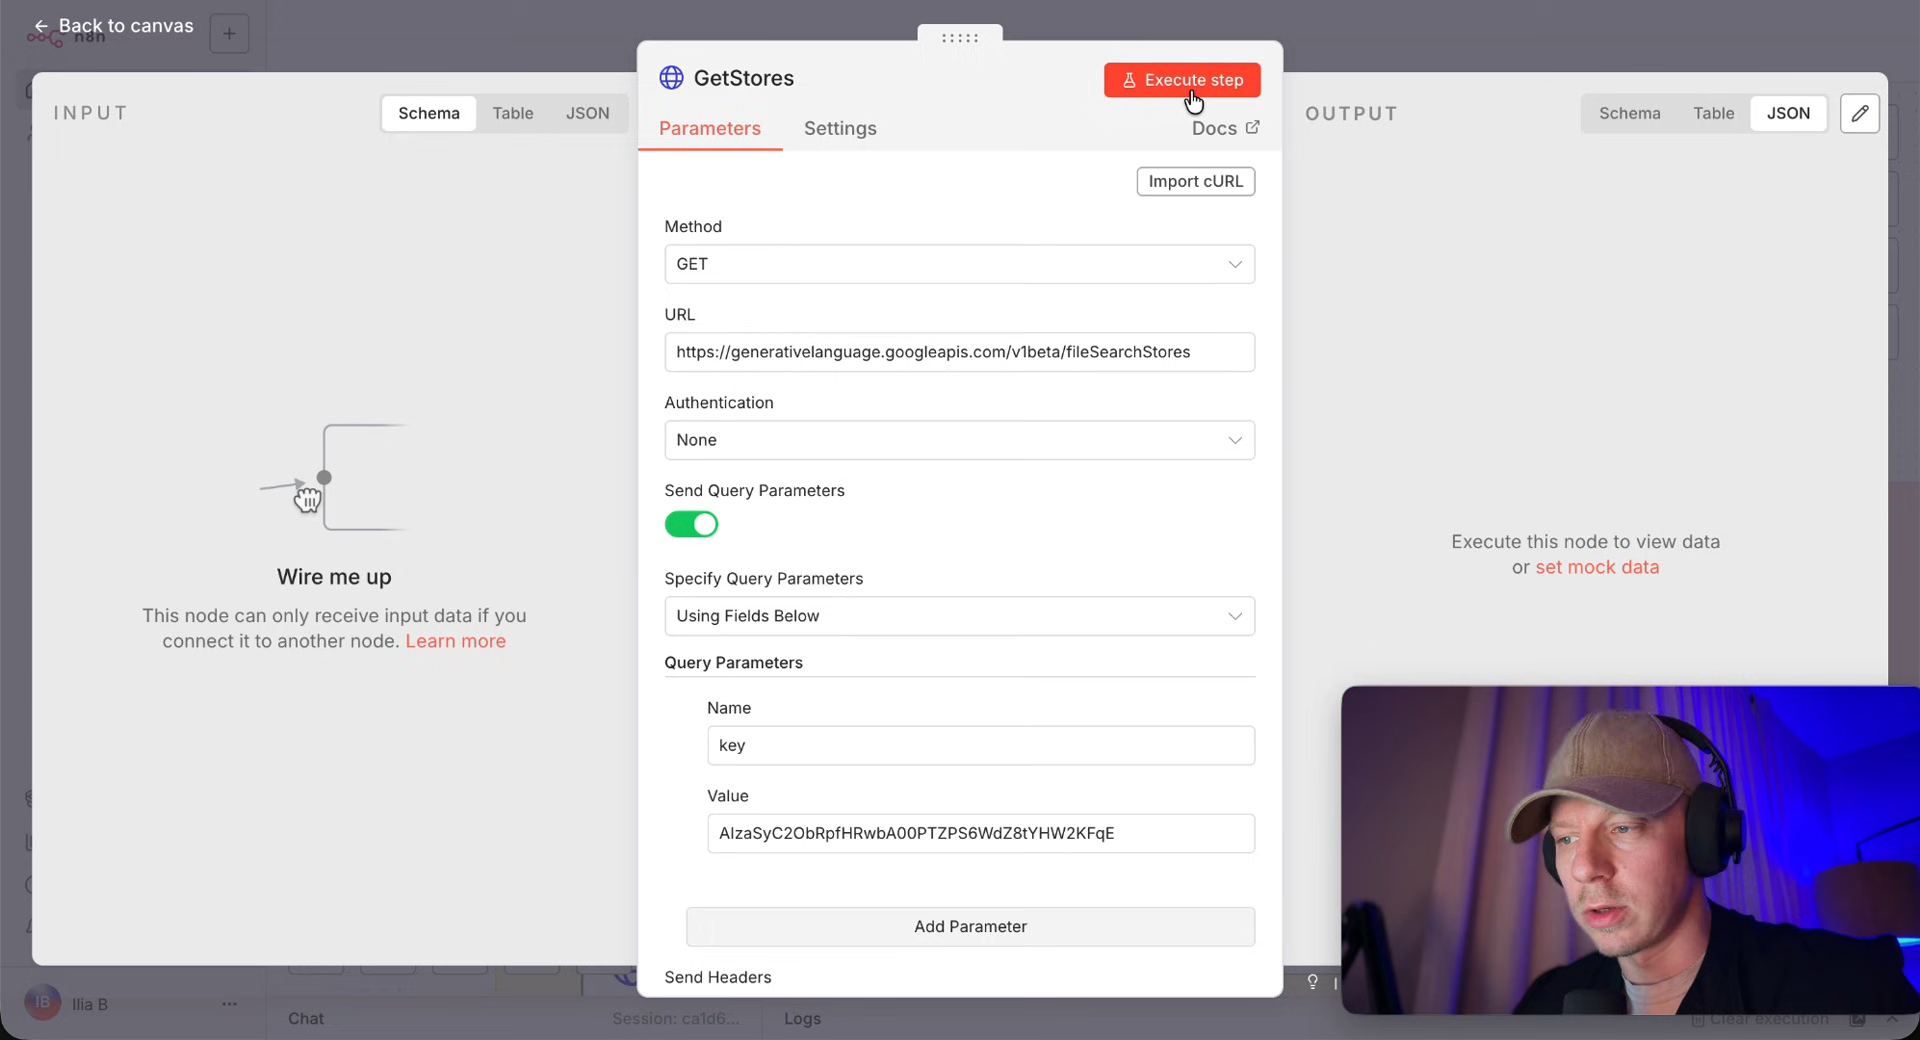 ← Back to canvas
n8n
+
INPUT
Schema
Table
JSON
Wire me up
This node can only receive input data if you
connect it to another node. Learn more
GetStores
Execute step
Parameters
Settings
Docs
Import cURL
Method
GET
URL
https://generativelanguage.googleapis.com/v1beta/fileSearchStores
Authentication
None
Send Query Parameters
Specify Query Parameters
Using Fields Below
Query Parameters
Name
key
Value
AIzaSyC2ObRpfHRwbA00PTZPS6WdZ8tYHW2KFqE
Add Parameter
Send Headers
OUTPUT
Schema
Table
JSON
Execute this node to view data
or set mock data
IB
Ilia B
...
Chat
Session: ca1d6...
Logs
Clear execution